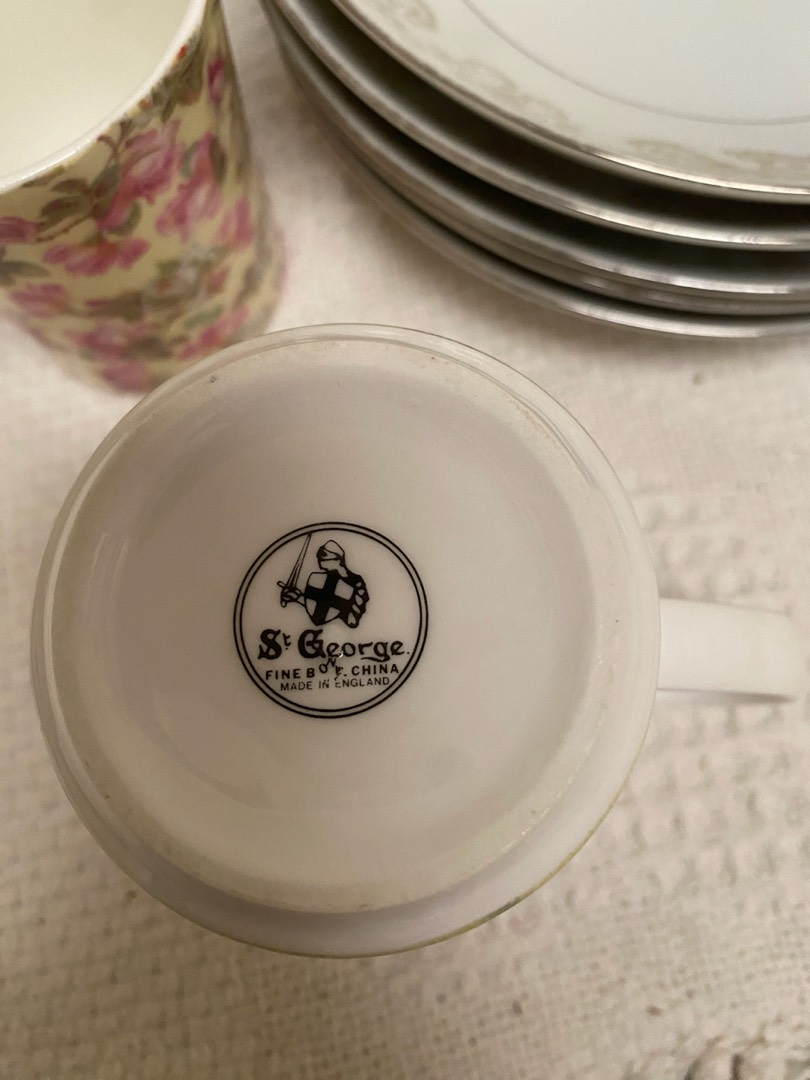 St George.
FINE BONE CHINA
MADE IN ENGLAND